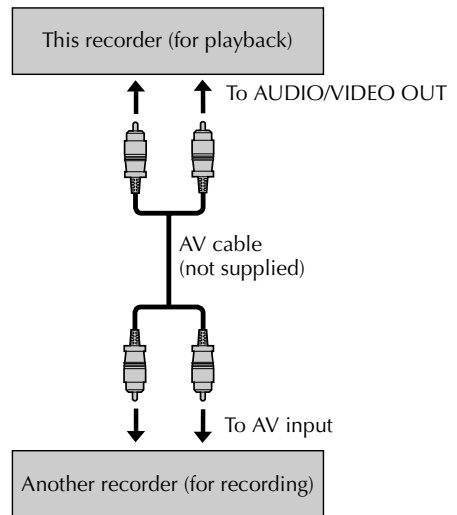 This recorder (for playback)
To AUDIO/VIDEO OUT
AV cable
(not supplied)
To AV input
Another recorder (for recording)